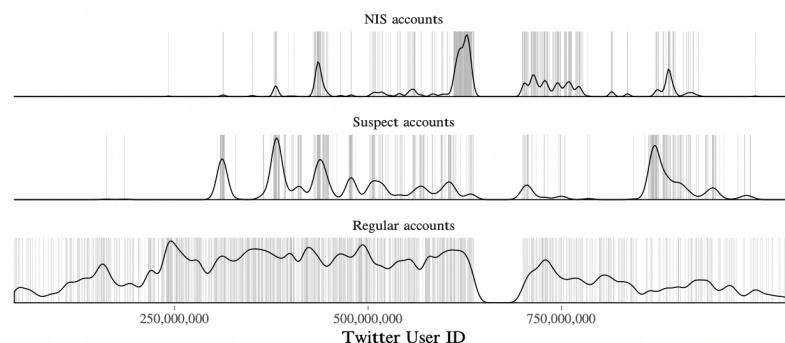 NIS accounts
Suspect accounts
Regular accounts
250,000,000 500,000,000 750,000,000
Twitter User ID